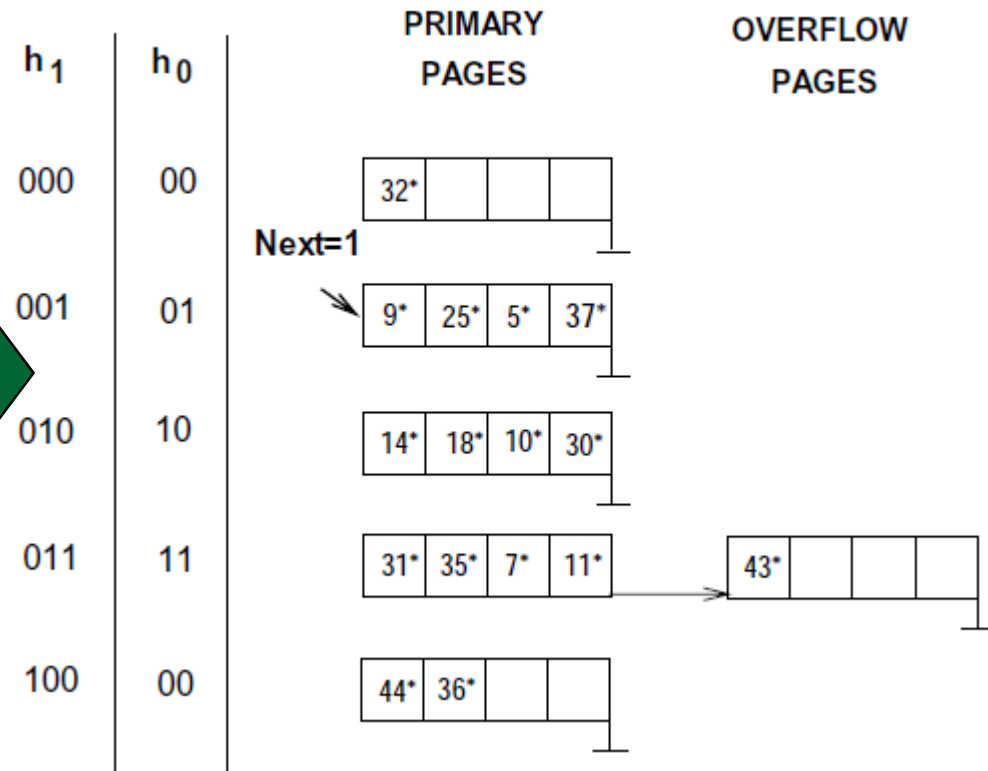 PRIMARY PAGES
OVERFLOW PAGES
h1 h0
000 00 32*
Next=1
001 01 9* 25* 5* 37*
010 10 14* 18* 10* 30*
011 11 31* 35* 7* 11* 43*
100 00 44* 36*